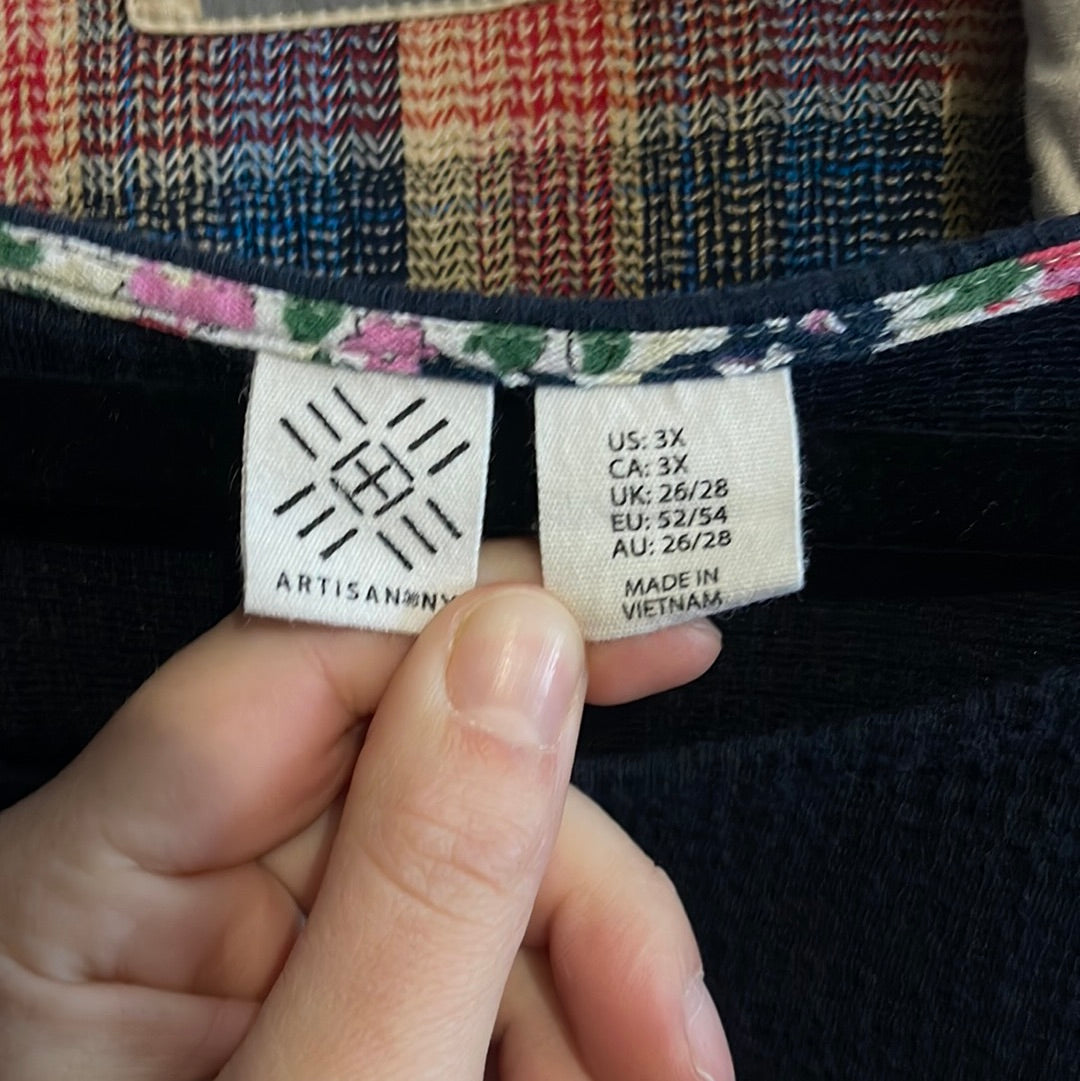 ARTISAN NY
US: 3X
CA: 3X
UK: 26/28
EU: 52/54
AU: 26/28
MADE IN
VIETNAM